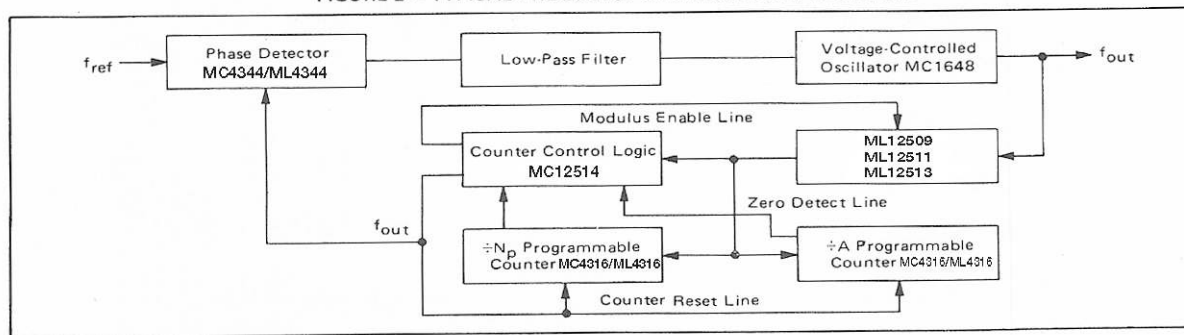 f_ref
Phase Detector
MC4344/ML4344
Low-Pass Filter
Voltage-Controlled
Oscillator MC1648
f_out
Modulus Enable Line
Counter Control Logic
MC12514
ML12509
ML12511
ML12513
Zero Detect Line
f_out
÷N_p Programmable
Counter MC4316/ML4316
÷A Programmable
Counter MC4316/ML4316
Counter Reset Line